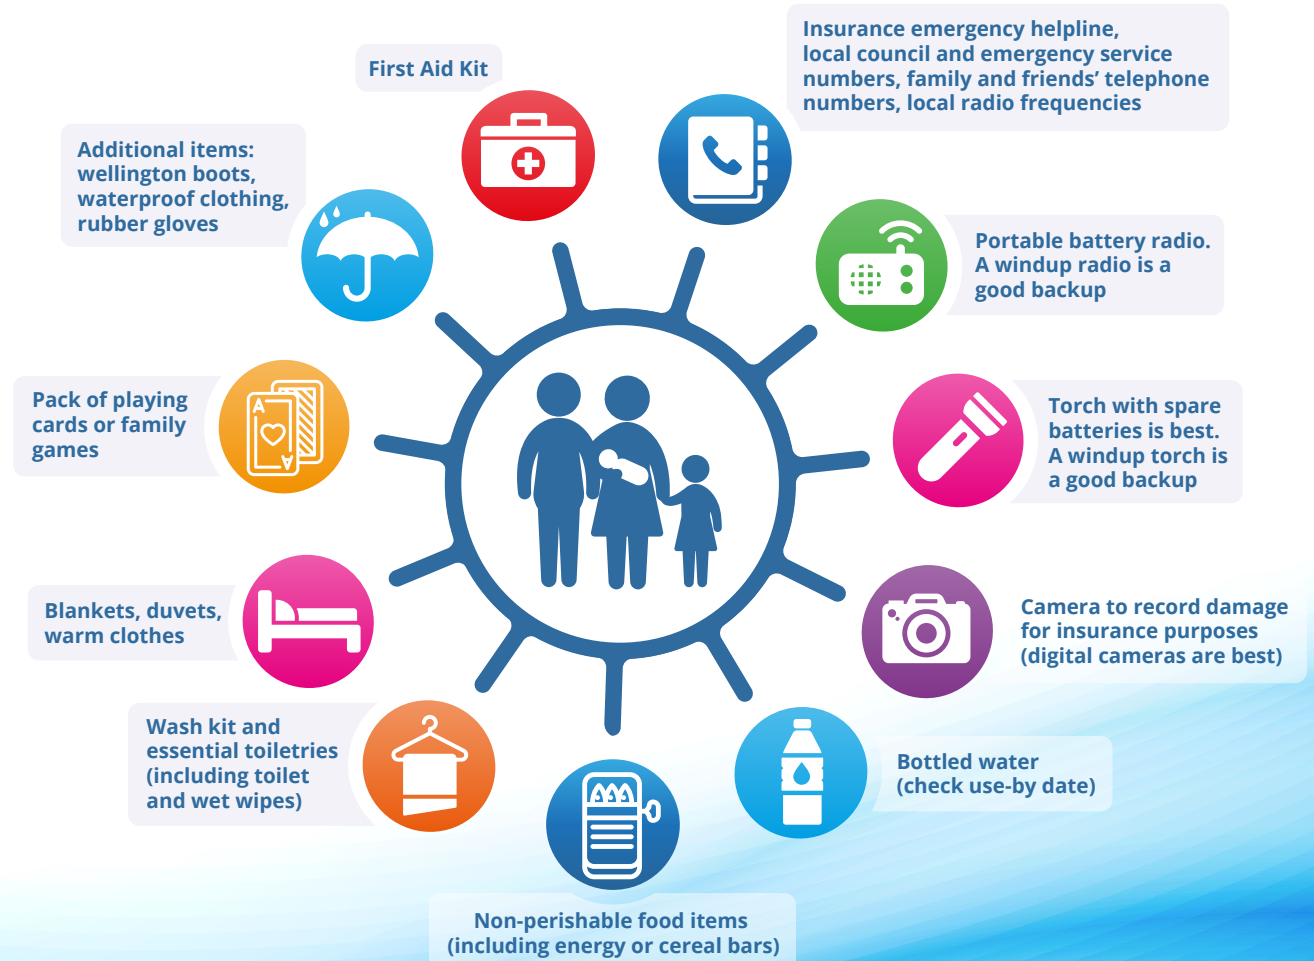 First Aid Kit
Insurance emergency helpline,
local council and emergency service
numbers, family and friends’ telephone
numbers, local radio frequencies
Portable battery radio.
A windup radio is a
good backup
Torch with spare
batteries is best.
A windup torch is
a good backup
Camera to record damage
for insurance purposes
(digital cameras are best)
Bottled water
(check use-by date)
Non-perishable food items
(including energy or cereal bars)
Wash kit and
essential toiletries
(including toilet
and wet wipes)
Blankets, duvets,
warm clothes
Pack of playing
cards or family
games
A
A
Additional items:
wellington boots,
waterproof clothing,
rubber gloves